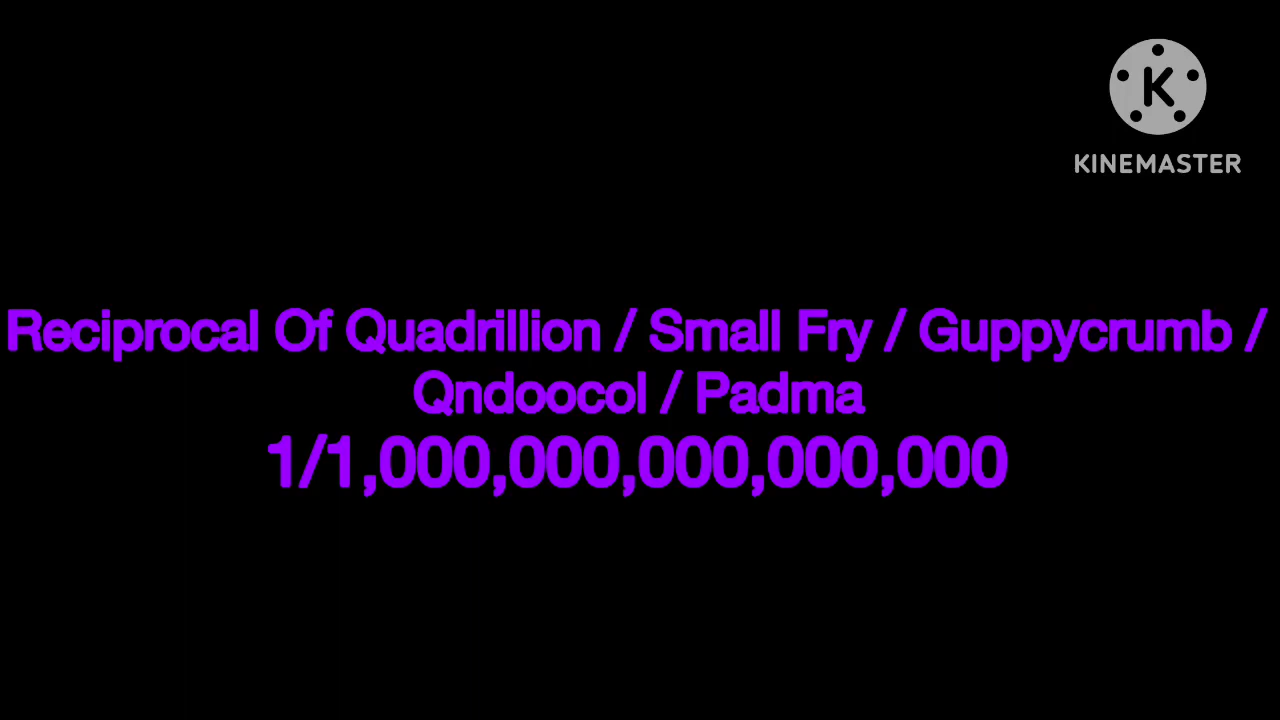 K
KINEMASTER
Reciprocal Of Quadrillion / Small Fry / Guppycrumb /
Qndoocol / Padma
1/1,000,000,000,000,000